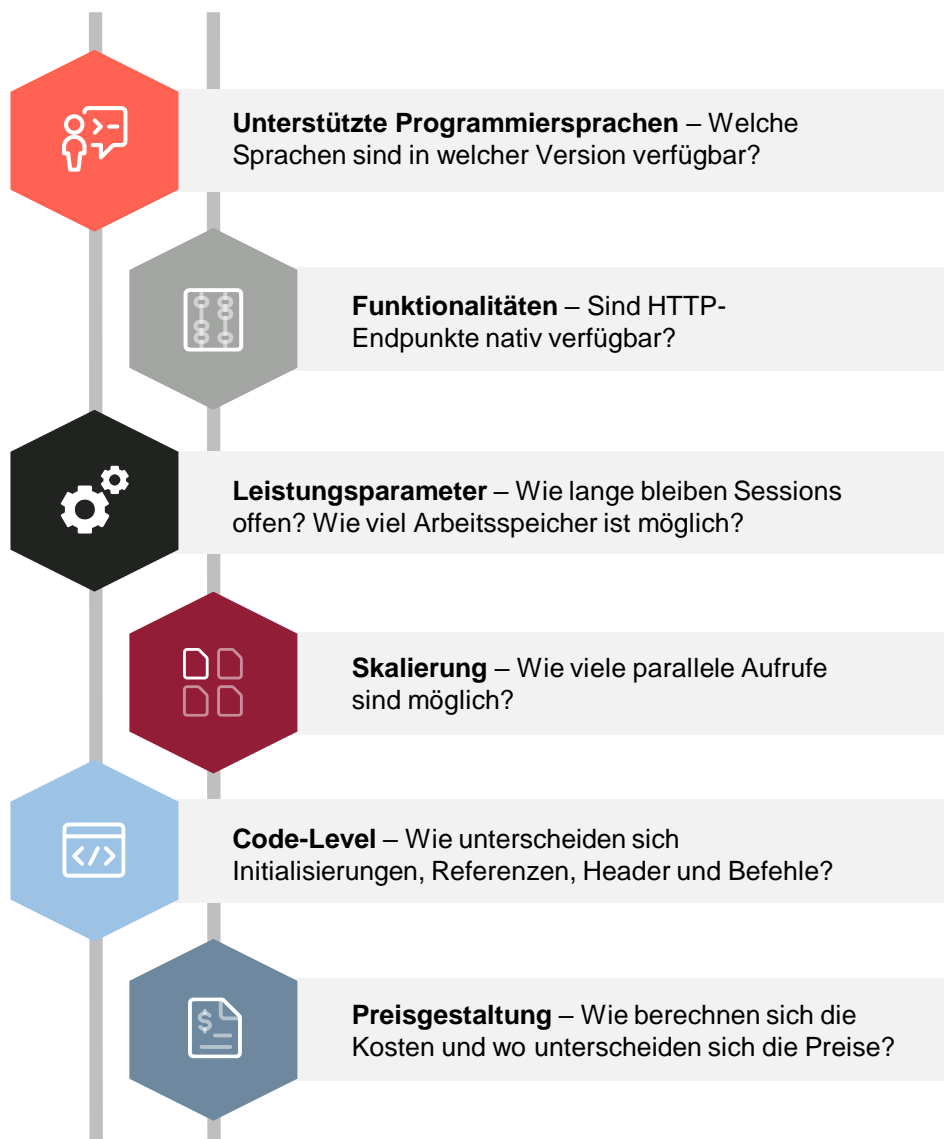 Unterstützte Programmiersprachen – Welche
Sprachen sind in welcher Version verfügbar?
Funktionalitäten – Sind HTTP-
Endpunkte nativ verfügbar?
Leistungsparameter – Wie lange bleiben Sessions
offen? Wie viel Arbeitsspeicher ist möglich?
Skalierung – Wie viele parallele Aufrufe
sind möglich?
Code-Level – Wie unterscheiden sich
Initialisierungen, Referenzen, Header und Befehle?
$
Preisgestaltung – Wie berechnen sich die
Kosten und wo unterscheiden sich die Preise?